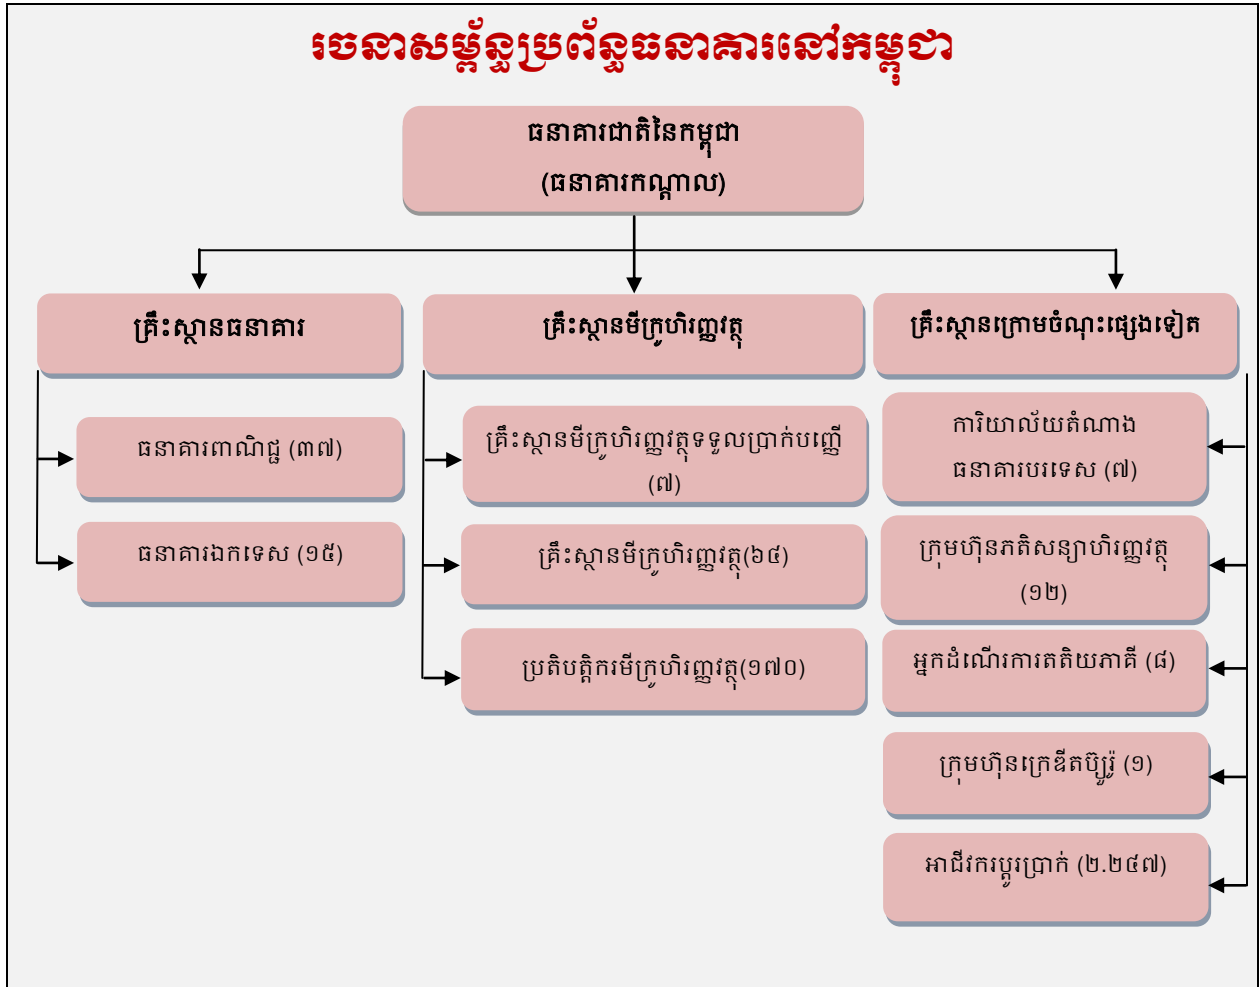 រចនាសម្ព័ន្ធប្រព័ន្ធធនាគារនៅកម្ពុជា
ធនាគារជាតិនៃកម្ពុជា
(ធនាគារកណ្តាល)
គ្រឹះស្ថានធនាគារ
ធនាគារពាណិជ្ជ (៣៧)
ធនាគារឯកទេស (១៥)
គ្រឹះស្ថានមីក្រូហិរញ្ញវត្ថុ
គ្រឹះស្ថានមីក្រូហិរញ្ញវត្ថុទទួលប្រាក់បញ្ញើ
(៧)
គ្រឹះស្ថានមីក្រូហិរញ្ញវត្ថុ(៦៤)
ប្រតិបត្តិករមីក្រូហិរញ្ញវត្ថុ(១៧០)
គ្រឹះស្ថានក្រោមចំណុះផ្សេងទៀត
ការិយាល័យតំណាង
ធនាគារបរទេស (៧)
ក្រុមហ៊ុនភតិសន្យាហិរញ្ញវត្ថុ
(១២)
អ្នកដំណើរការតតិយភាគី (៨)
ក្រុមហ៊ុនក្រេឌីតប៊្យូរ៉ូ (១)
អាជីវករប្តូរប្រាក់ (២.២៤៧)